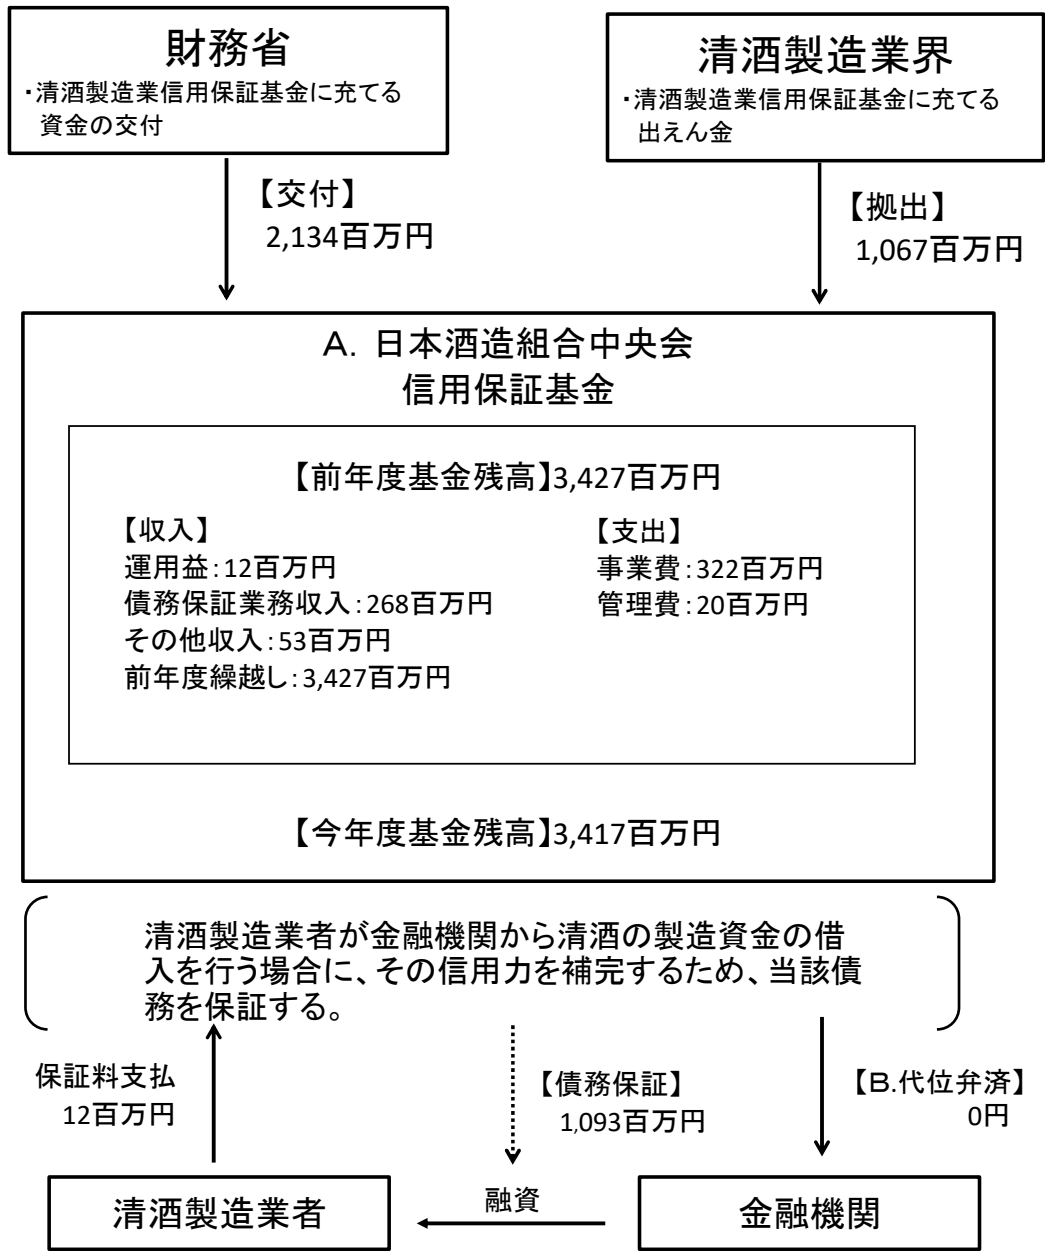 財務省
・清酒製造業信用保証基金に充てる
資金の交付
清酒製造業界
・清酒製造業信用保証基金に充てる
出えん金
【交付】
2,134百万円
【拠出】
1,067百万円
A．日本酒造組合中央会
信用保証基金
【前年度基金残高】3,427百万円
【収入】
運用益：12百万円
債務保証業務収入：268百万円
その他収入：53百万円
前年度繰越し：3,427百万円
【支出】
事業費：322百万円
管理費：20百万円
【今年度基金残高】3,417百万円
清酒製造業者が金融機関から清酒の製造資金の借
入を行う場合に、その信用力を補完するため、当該債
務を保証する。
保証料支払
12百万円
【債務保証】
1,093百万円
【B.代位弁済】
0円
清酒製造業者
融資
金融機関